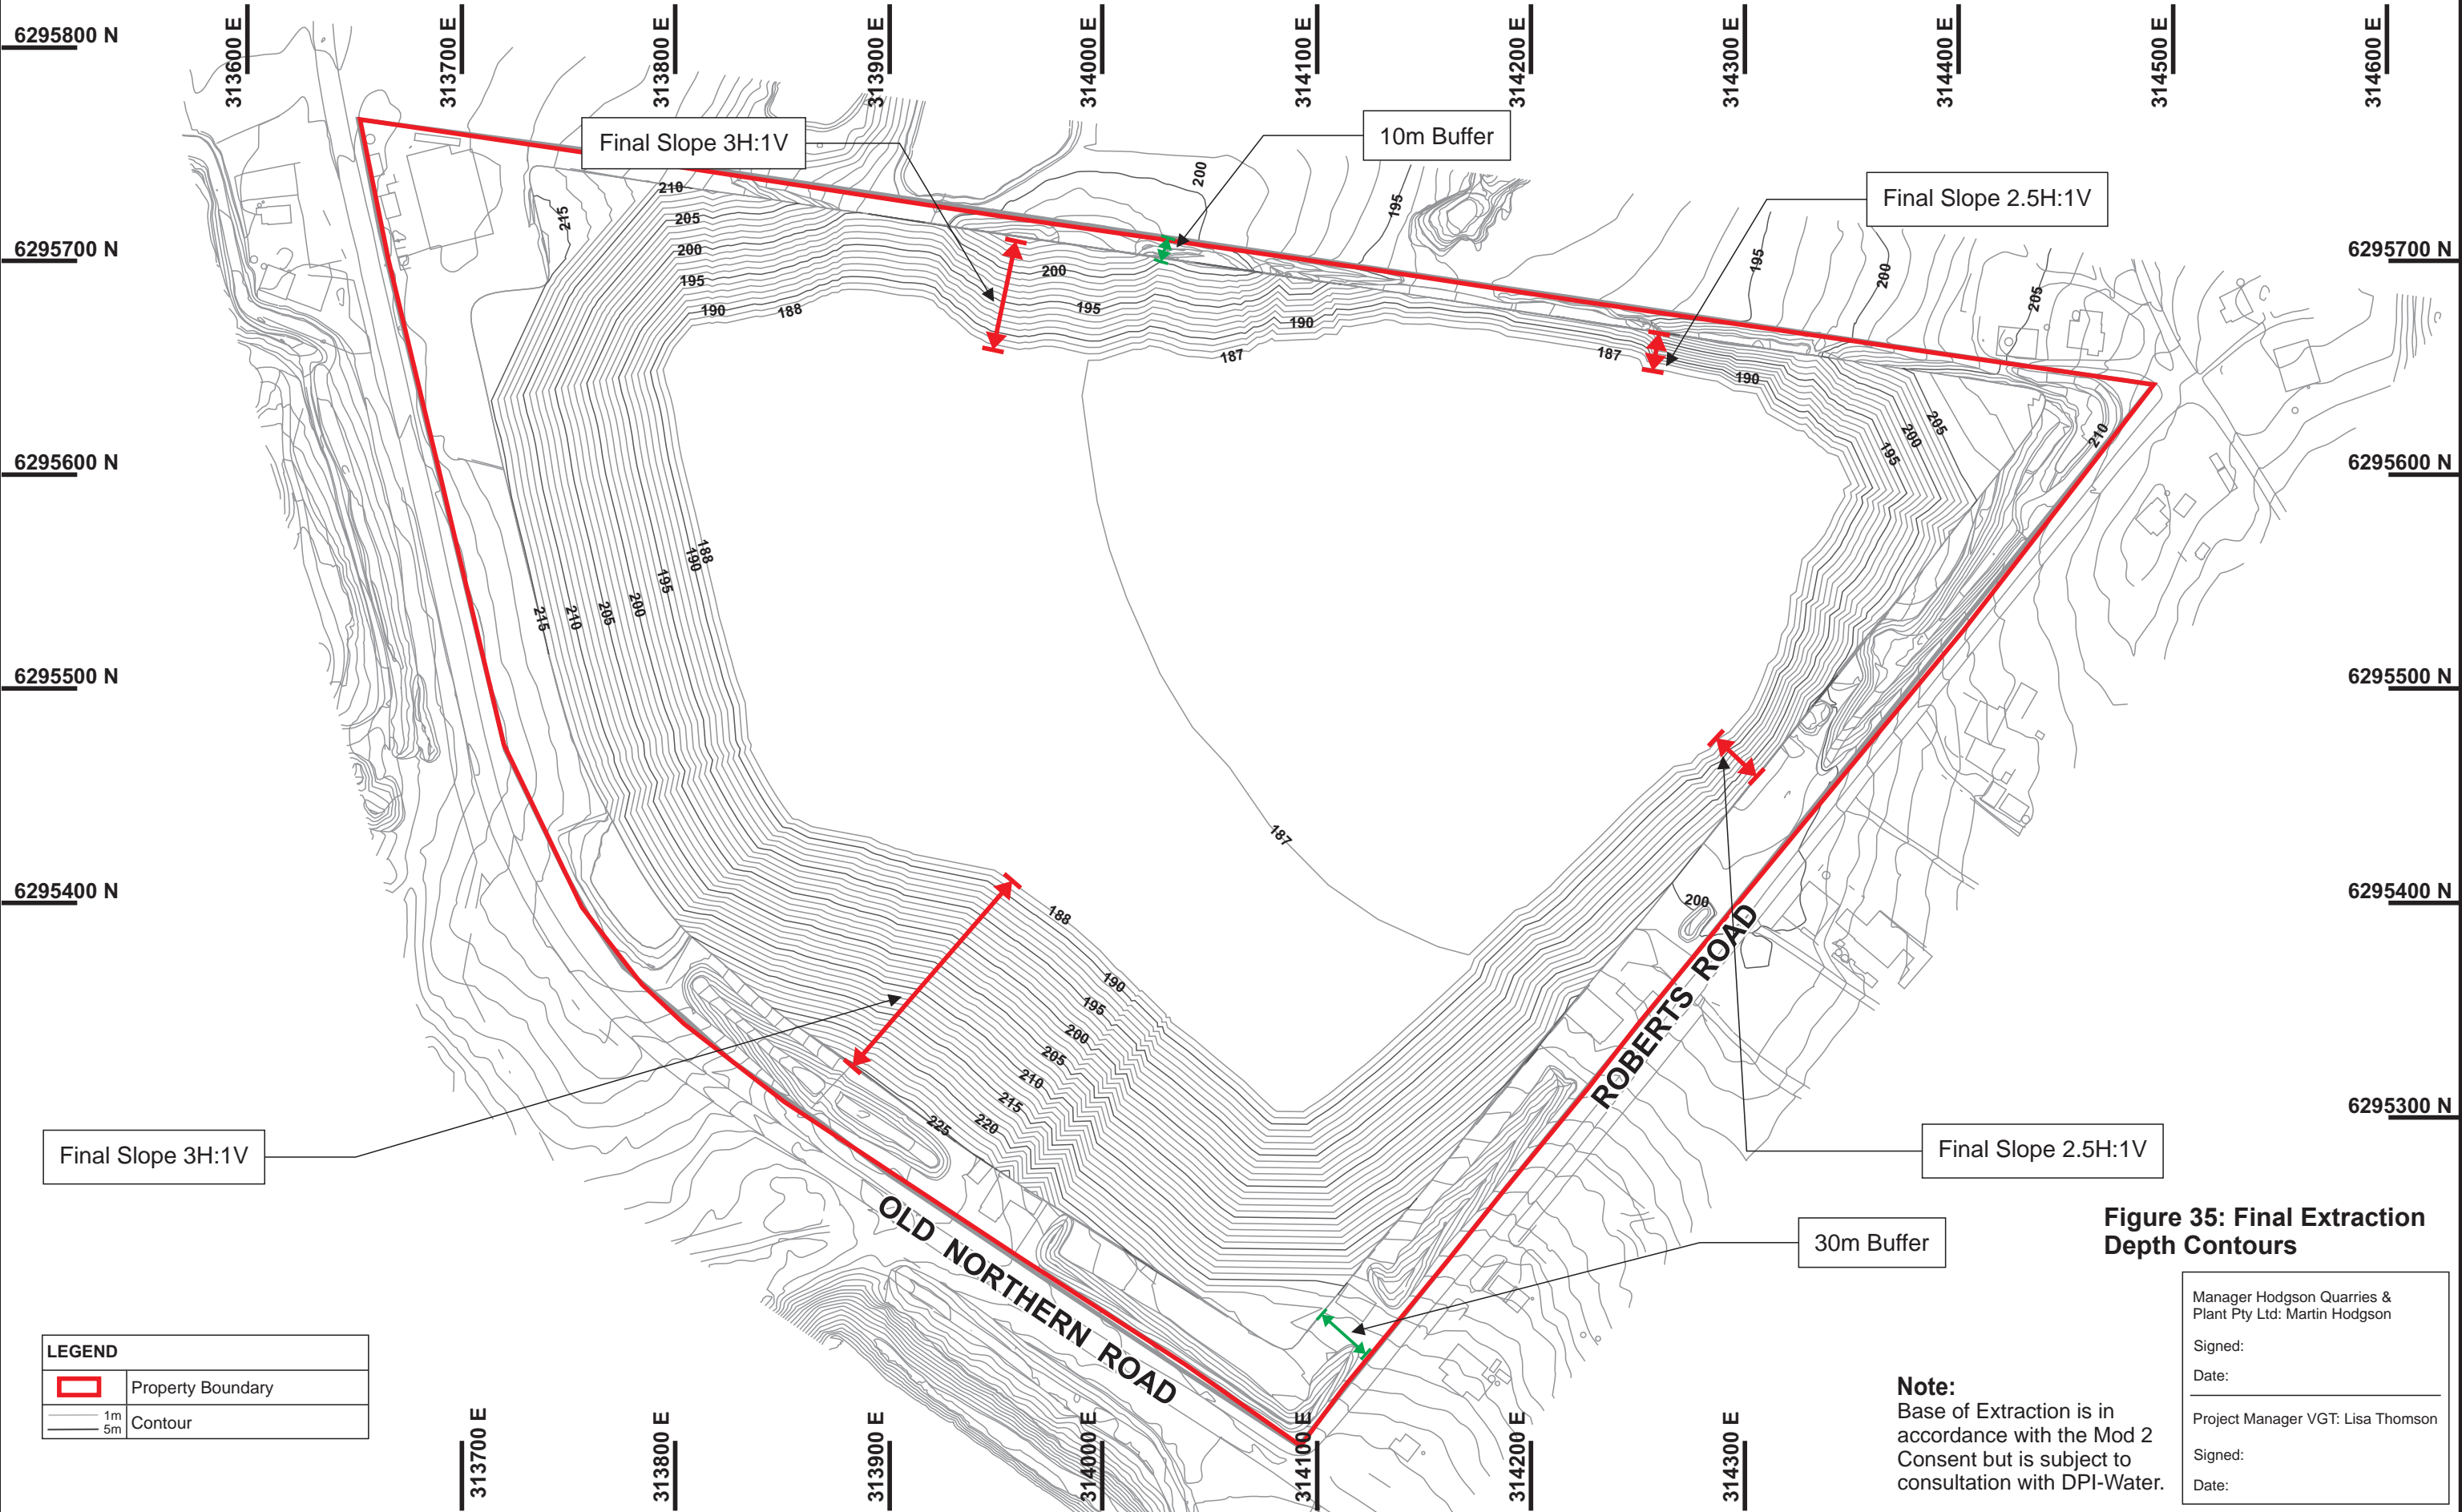 313600 E
313700 E
313800 E
313900 E
314000 E
314100 E
314200 E
314300 E
314400 E
314500 E
314600 E
6295800 N
Final Slope 3H:1V
10m Buffer
Final Slope 2.5H:1V
6295700 N
6295700 N
210
205
200
195
190
188
215
200
195
190
187
200
195
195
200
205
187
190
205
200
195
210
6295600 N
6295600 N
188
190
195
200
205
210
215
6295500 N
6295500 N
187
6295400 N
6295400 N
188
190
195
200
205
210
215
220
225
200
ROBERTS ROAD
6295300 N
Final Slope 3H:1V
Final Slope 2.5H:1V
OLD NORTHERN ROAD
30m Buffer
Figure 35: Final Extraction
Depth Contours
Manager Hodgson Quarries &
Plant Pty Ltd: Martin Hodgson
Signed:
Date:
Project Manager VGT: Lisa Thomson
Signed:
Date:
Note:
Base of Extraction is in
accordance with the Mod 2
Consent but is subject to
consultation with DPI-Water.
LEGEND
Property Boundary
1m
5m
Contour
313700 E
313800 E
313900 E
314000 E
314100 E
314200 E
314300 E